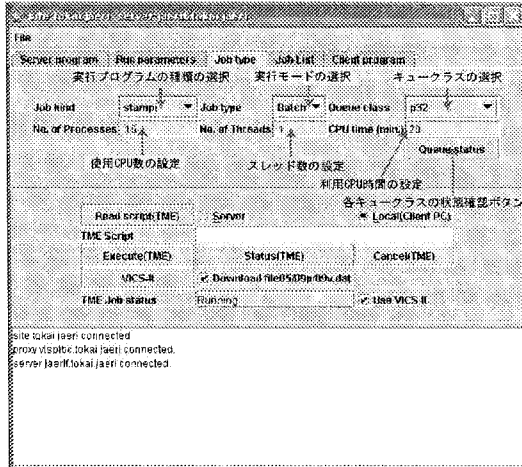 File
Server program Run parameters Job type Job List Client program
実行プログラムの種類の選択 実行モードの選択 キュークラスの選択
Job kind stampi Job type Batch Queue class p32
No. of Processes 16 No. of Threads 1 CPU time (min.) 20
Queue status
使用CPU数の設定 スレッド数の設定
利用CPU時間の設定
各キュークラスの状態確認ボタン
Read script(TME) Server Local(Client PC)
TME Script
Execute(TME) Status(TME) Cancel(TME)
VICS-II Download
TME Job status Running Use VICS-II
site tokai jaeri connected
connected.
connected.